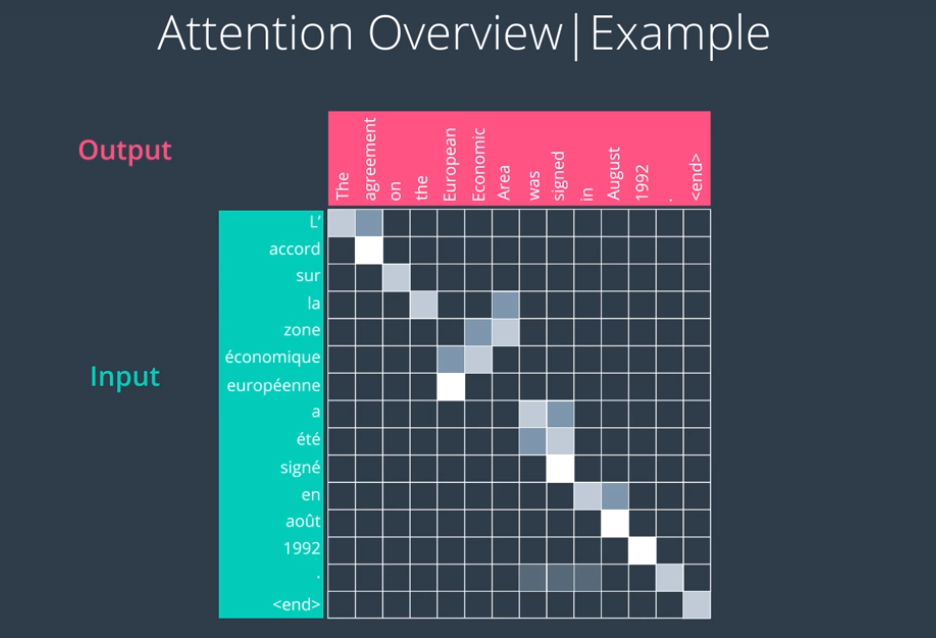 Attention Overview|Example
Output
The
agreement
on
the
European
Economic
Area
was
signed
in
August
1992
.
<end>
Input
L'
accord
sur
la
zone
économique
européenne
a
été
signé
en
août
1992
.
<end>